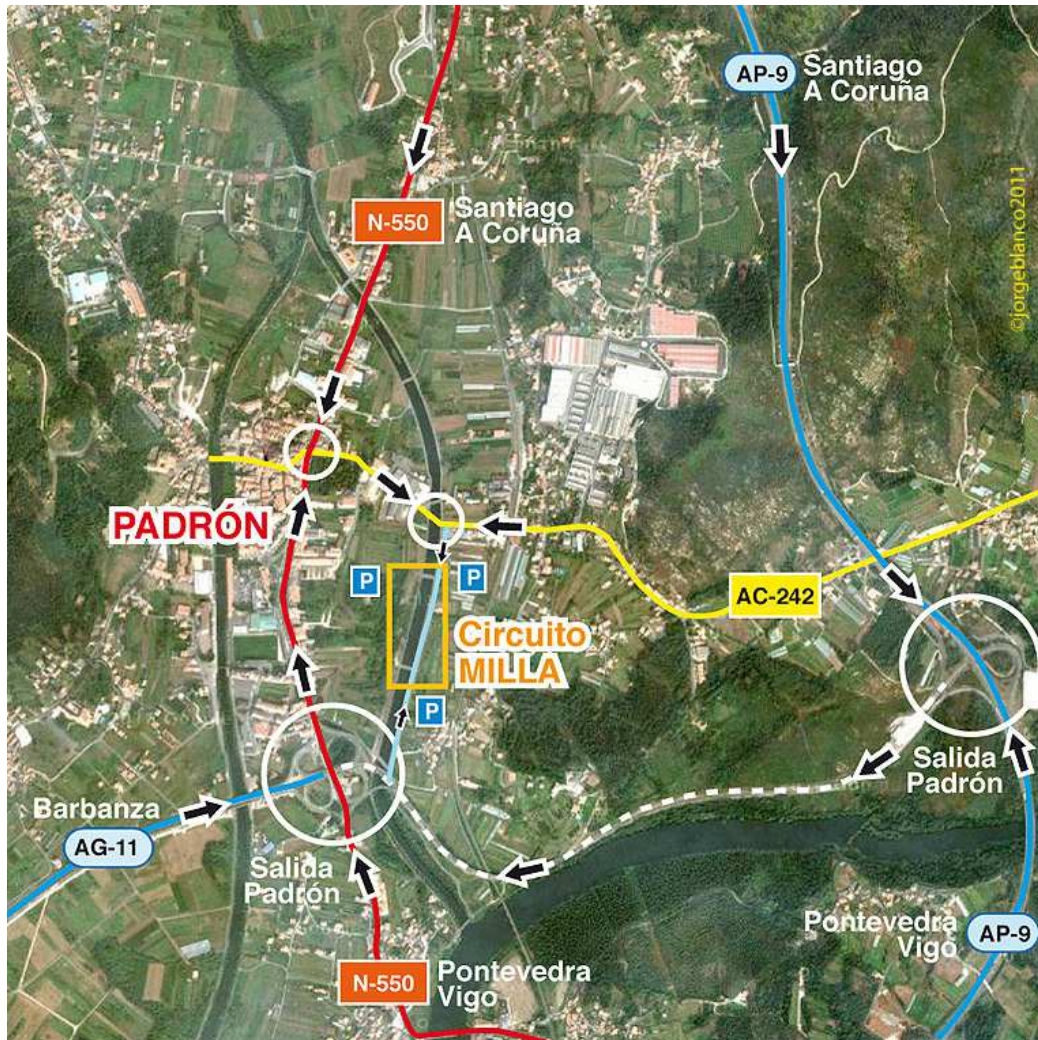 AP-9
Santiago
A Coruña
N-550
Santiago
A Coruña
©jorgeblanco2011
PADRÓN
P
P
AC-242
Circuito
MILLA
P
Salida
Padrón
Barbanza
AG-11
Salida
Padrón
Pontevedra
Vigo
AP-9
N-550
Pontevedra
Vigo